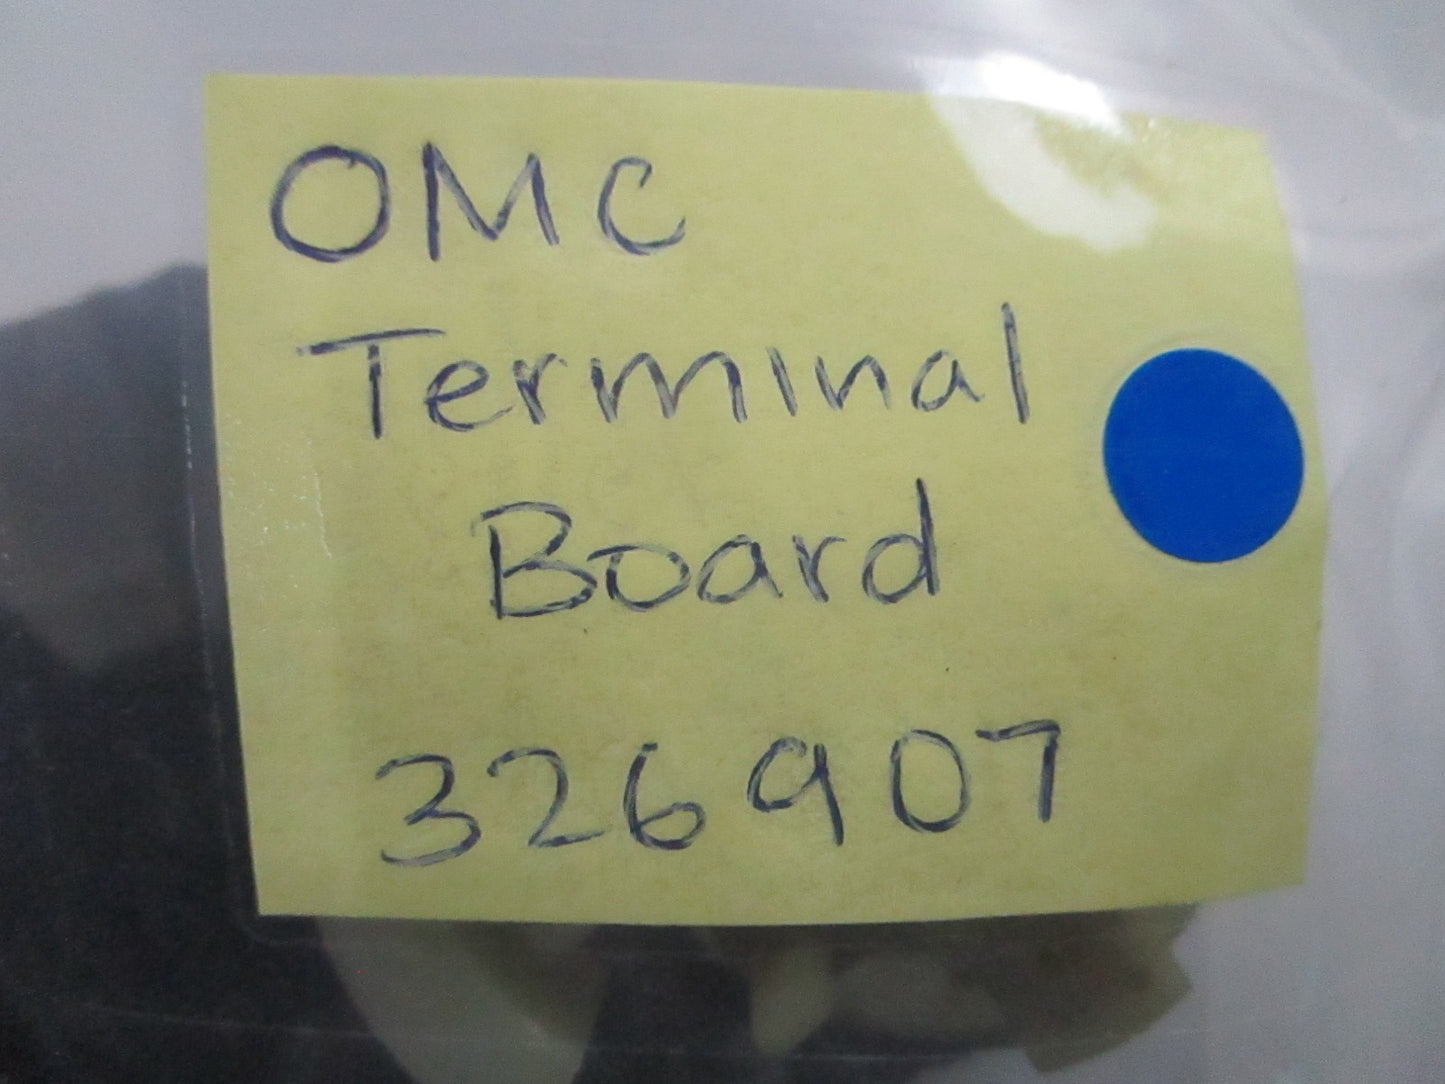 OMC
Terminal
Board
326907